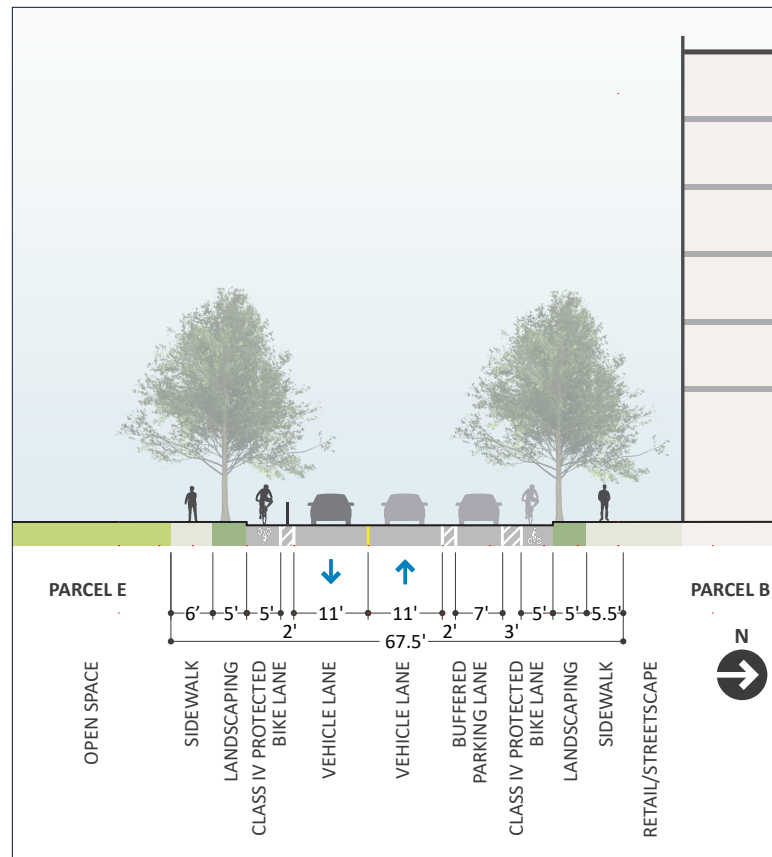 PARCEL E
PARCEL B
6’ 5' 5' 11' 11' 7' 5' 5' 5.5'
2' 2' 3'
67.5'
N
OPEN SPACE
SIDEWALK
LANDSCAPING
CLASS IV PROTECTED
BIKE LANE
VEHICLE LANE
VEHICLE LANE
BUFFERED
PARKING LANE
CLASS IV PROTECTED
BIKE LANE
LANDSCAPING
SIDEWALK
RETAIL/STREETSCAPE